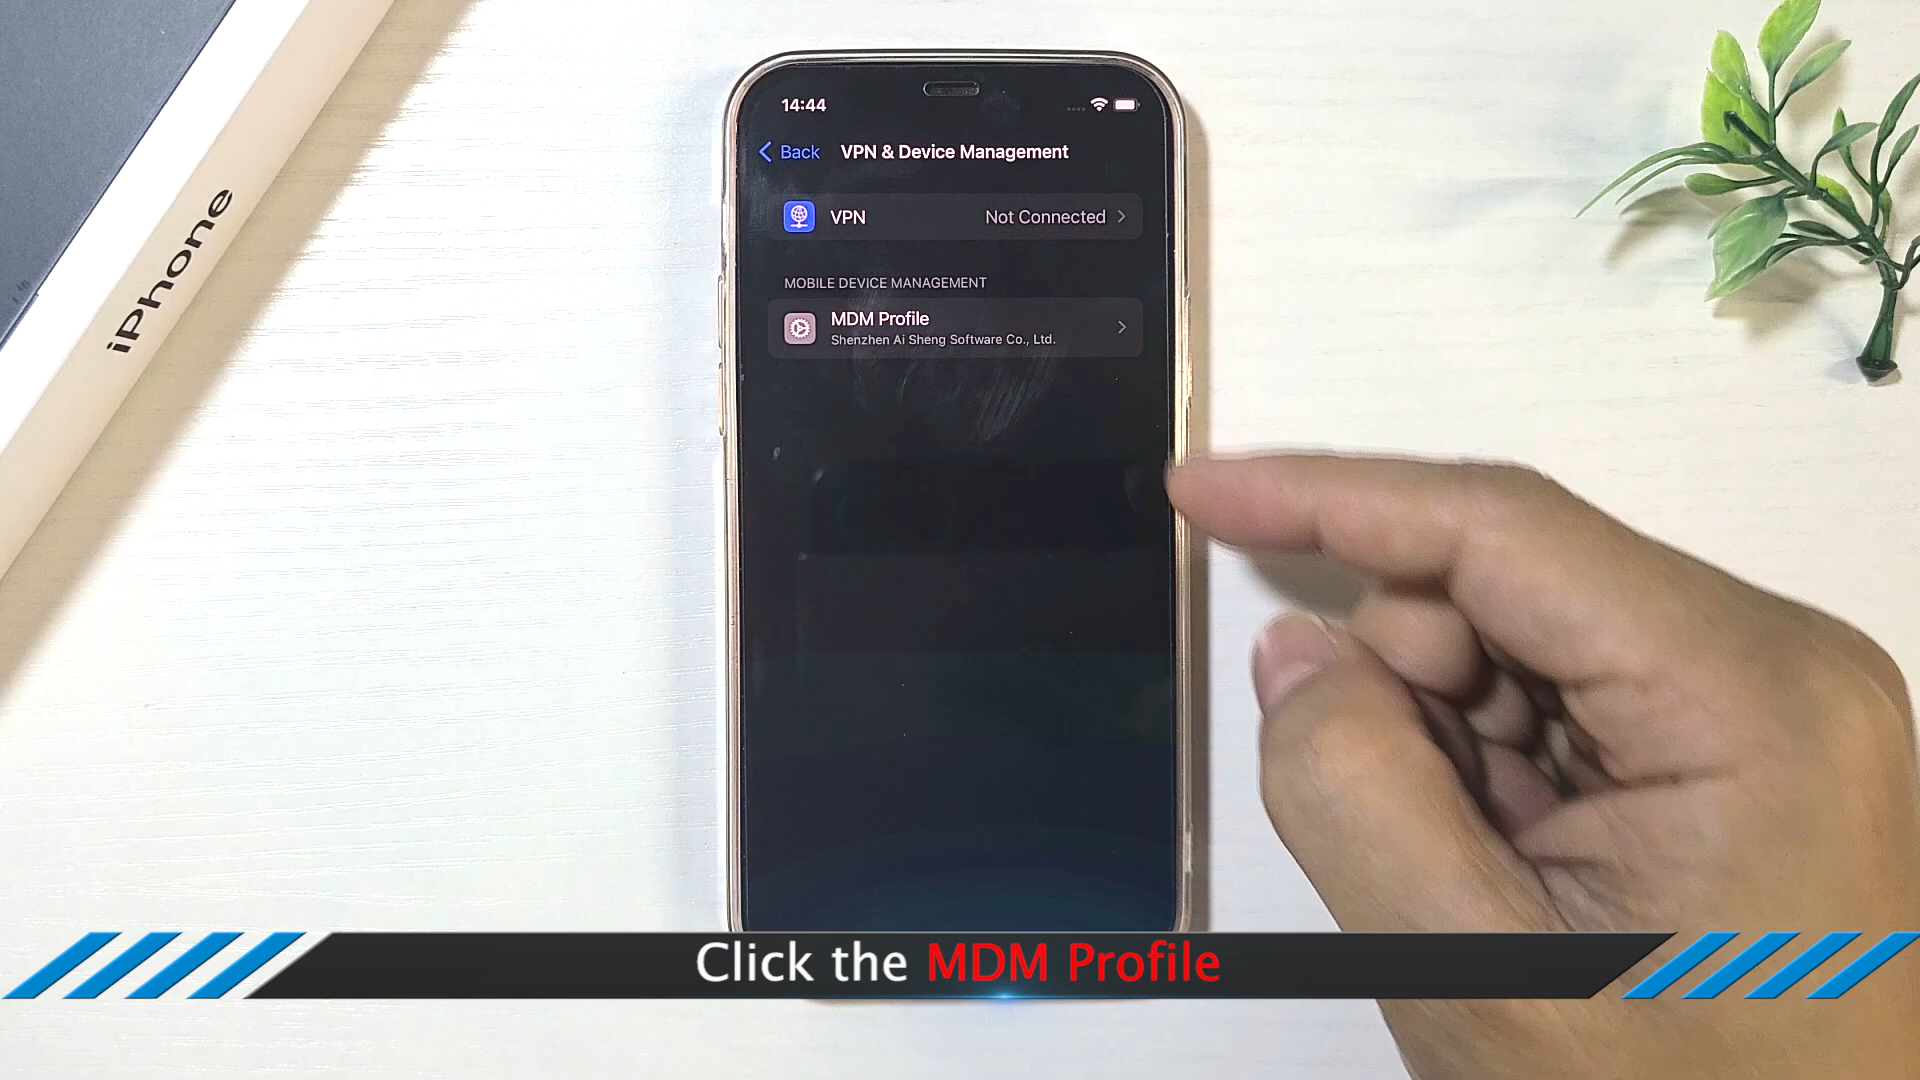 iPhone
14:44
Back VPN & Device Management
VPN Not Connected
MOBILE DEVICE MANAGEMENT
MDM Profile
Shenzhen Ai Sheng Software Co., Ltd.
Click the MDM Profile